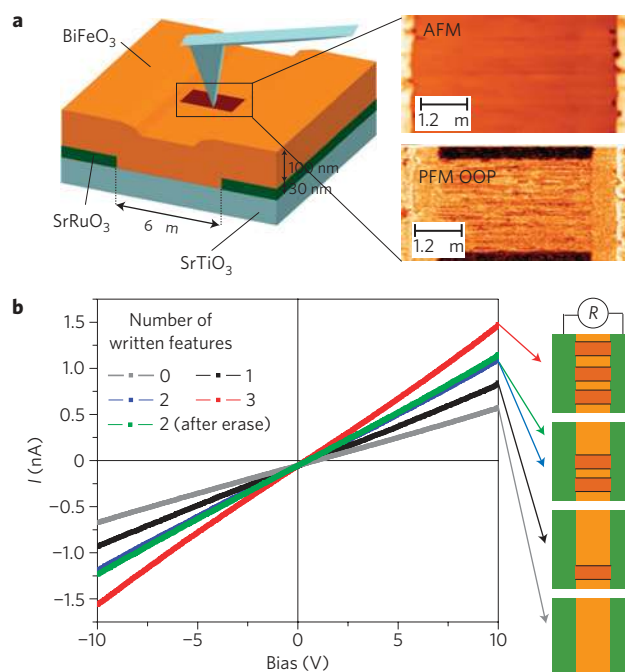 a
BiFeO3
AFM
1.2 m
100 nm
30 nm
PFM OOP
SrRuO3
6 m
SrTiO3
1.2 m
b
Number of
written features
0 1
2 3
2 (after erase)
R
1.5
1.0
0.5
0
−0.5
−1.0
−1.5
I (nA)
−10 −5 0 5 10
Bias (V)